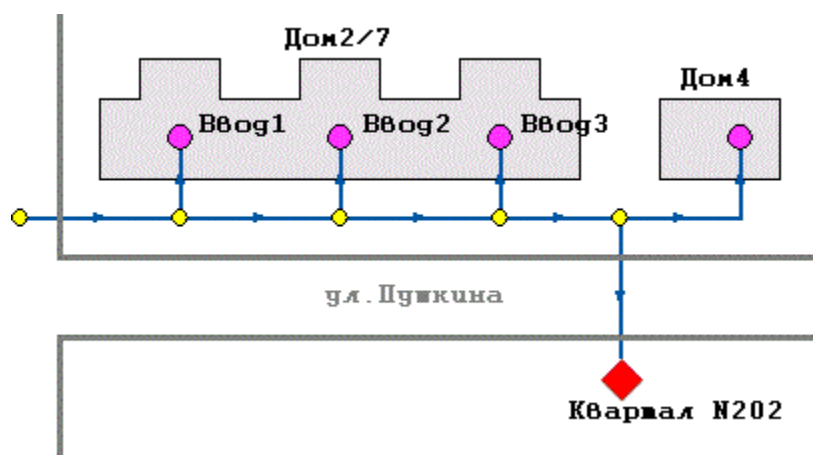 Дом2/7
Дом4
Ввод1
Ввод2
Ввод3
ул.Пушкина
Квартал N202